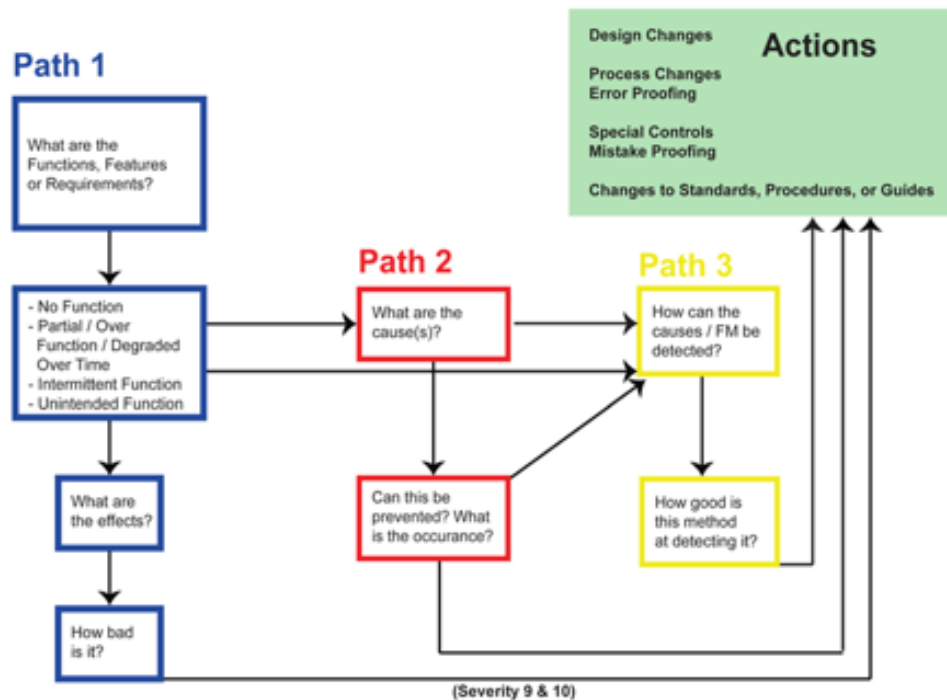 Path 1
What are the
Functions, Features
or Requirements?
- No Function
- Partial / Over
Function / Degraded
Over Time
- Intermittent Function
- Unintended Function
What are
the effects?
How bad
is it?
Path 2
What are the
cause(s)?
Can this be
prevented? What
is the occurance?
Path 3
How can the
causes / FM be
detected?
How good is
this method
at detecting it?
Actions
Design Changes
Process Changes
Error Proofing
Special Controls
Mistake Proofing
Changes to Standards, Procedures, or Guides
(Severity 9 & 10)